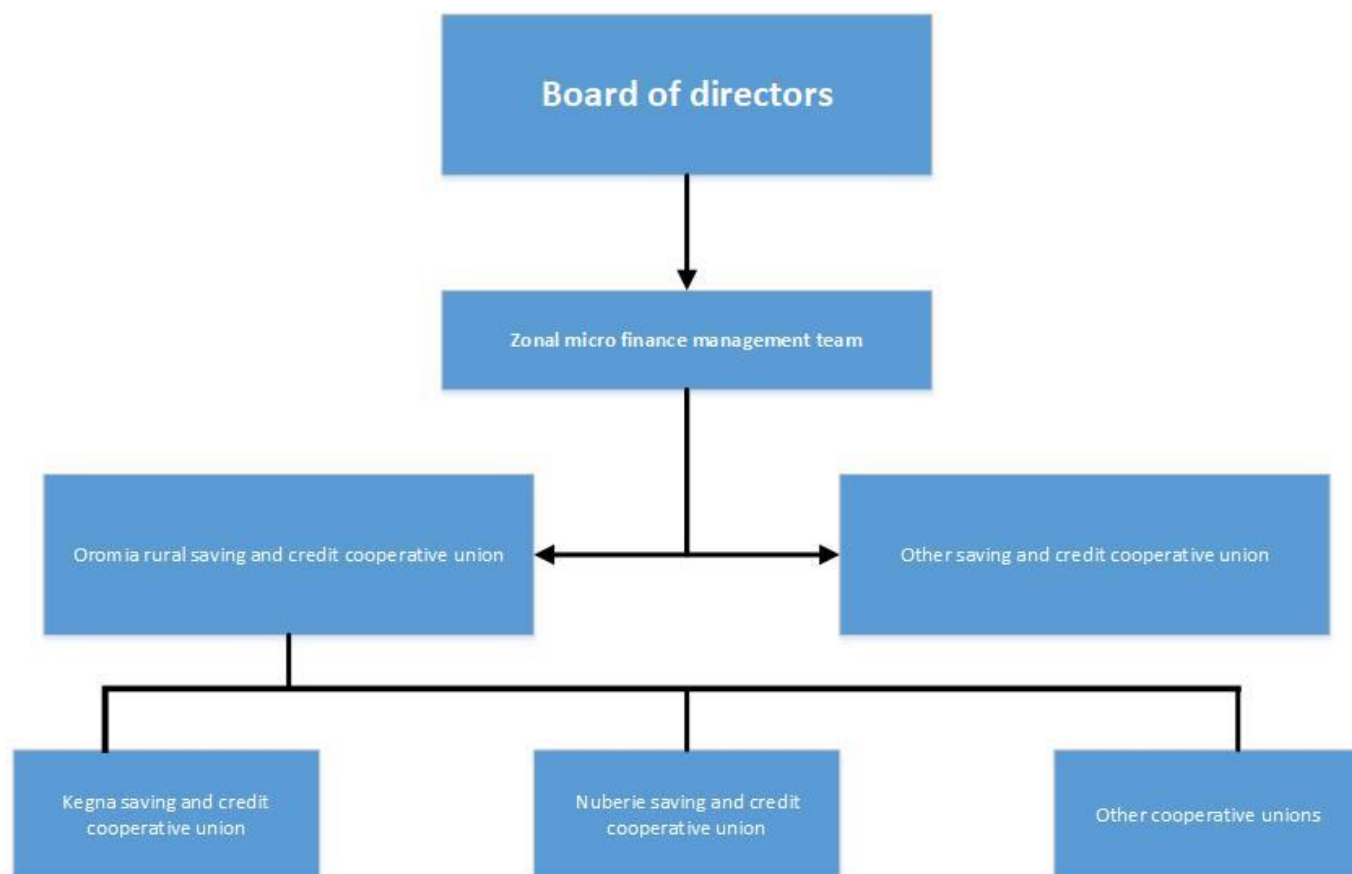 Board of directors
Zonal micro finance management team
Oromia rural saving and credit cooperative union
Other saving and credit cooperative union
Kegna saving and credit
cooperative union
Nuberie saving and credit
cooperative union
Other cooperative unions